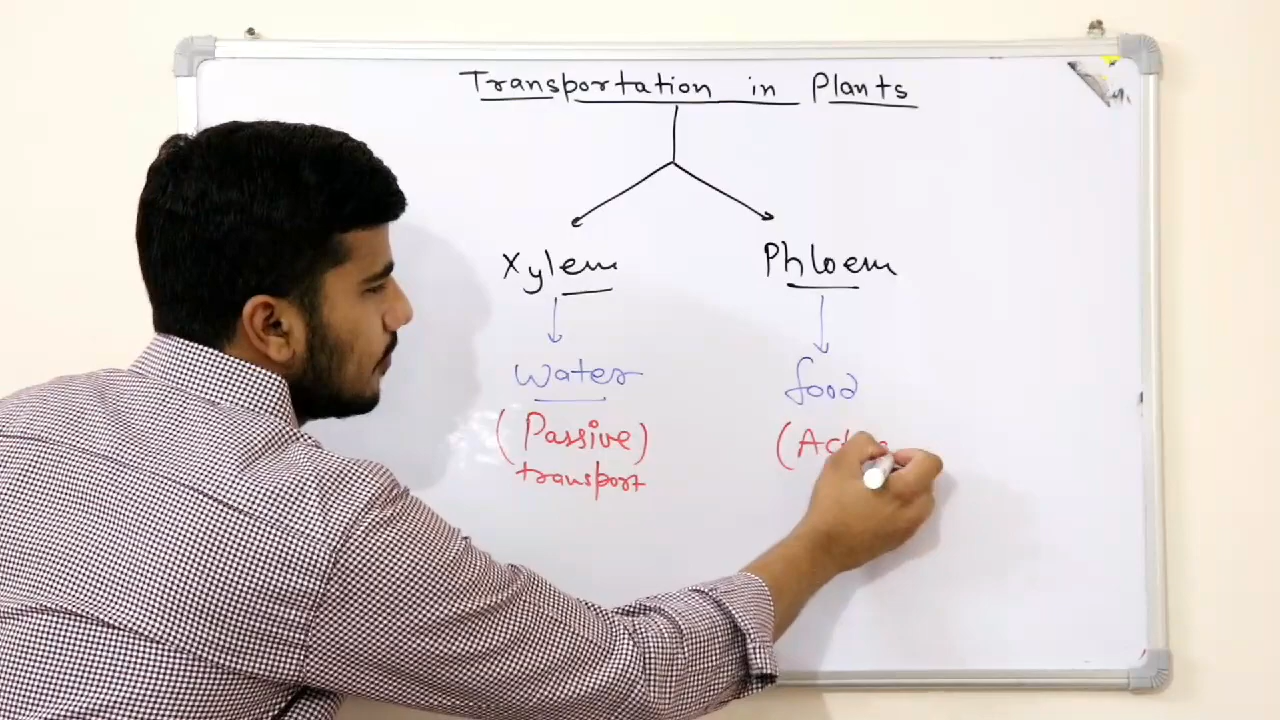 Transportation in Plants
Xylem Phloem
Water food
(Passive)
transport